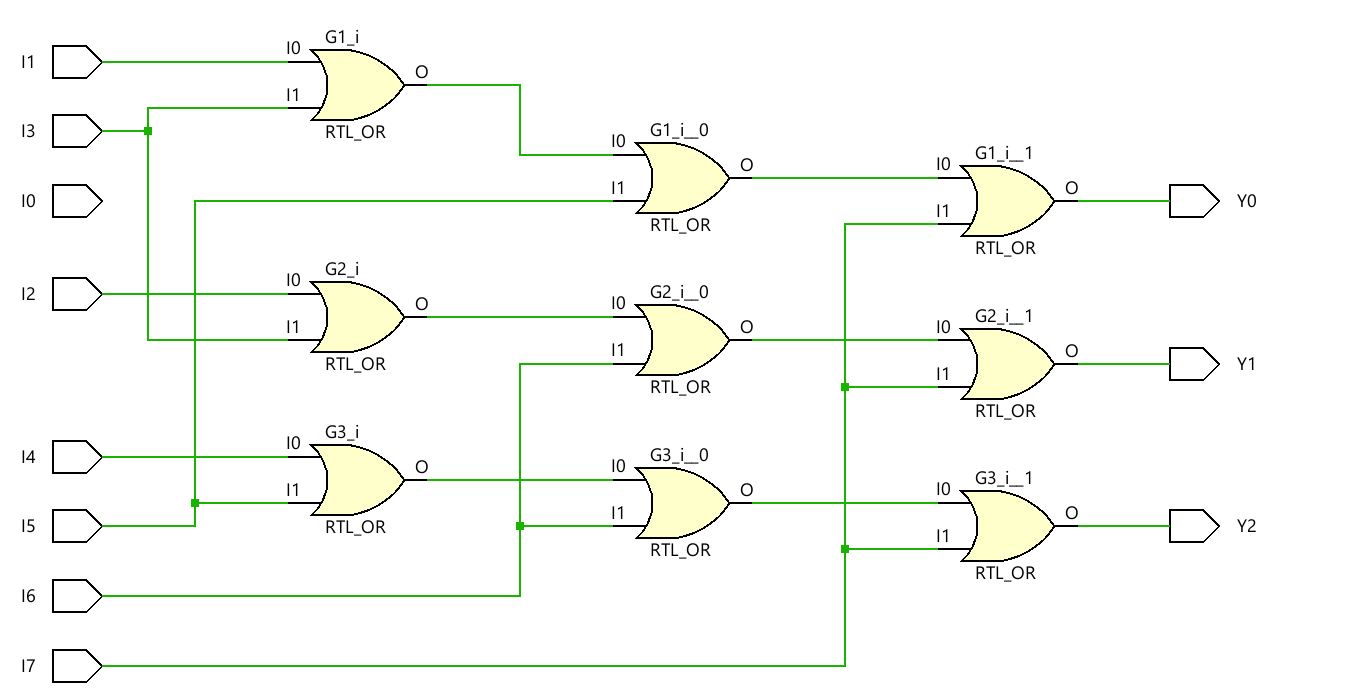 G1_i
I1 I0 O
I1
I3 RTL_OR
G1_i__0
I0 O
I1
RTL_OR
G1_i__1
I0 O
I1
RTL_OR
Y0
I0
G2_i
I2 I0 O
I1
RTL_OR
G2_i__0
I0 O
I1
RTL_OR
G2_i__1
I0 O
I1
RTL_OR
Y1
G3_i
I4 I0 O
I1
I5 RTL_OR
G3_i__0
I0 O
I1
RTL_OR
G3_i__1
I0 O
I1
RTL_OR
Y2
I6
I7